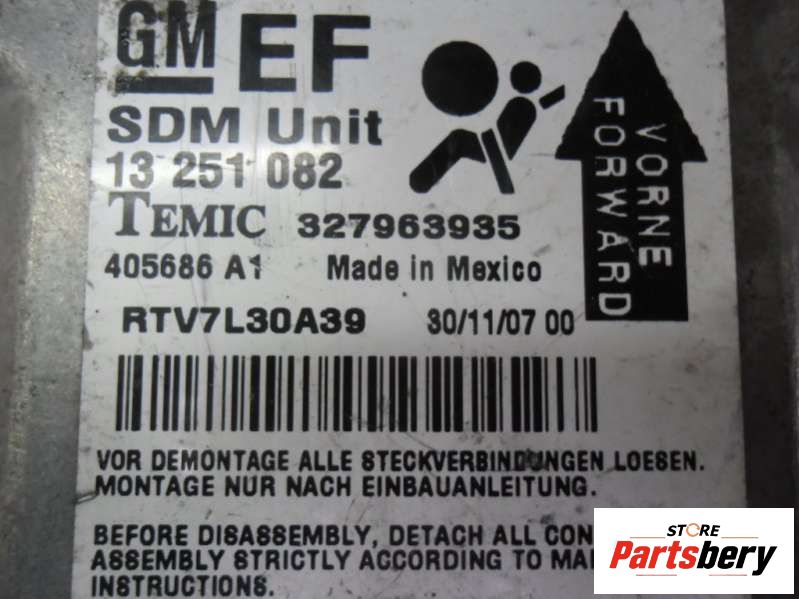 GM EF
SDM Unit
13 251 082
TEMIC 327963935
405686 A1 Made in Mexico
RTV7L30A39 30/11/07 00
VORNE
FORWARD
VOR DEMONTAGE ALLE STECKVERBINDUNGEN LOESEN.
MONTAGE NUR NACH EINBAUANLEITUNG.
BEFORE DISASSEMBLY, DETACH ALL CON
ASSEMBLY STRICTLY ACCORDING TO MA
INSTRUCTIONS.
STORE
Partsbery